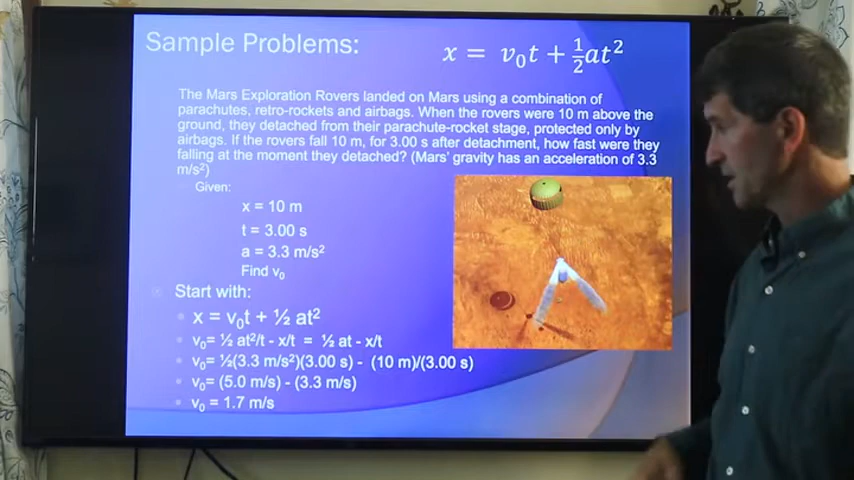 Sample Problems:
x = v₀t + ½at²
The Mars Exploration Rovers landed on Mars using a combination of
parachutes, retro-rockets and airbags. When the rovers were 10 m above the
ground, they detached from their parachute-rocket stage, protected only by
airbags. If the rovers fall 10 m, for 3.00 s after detachment, how fast were they
falling at the moment they detached? (Mars' gravity has an acceleration of 3.3
m/s²)
Given:
x = 10 m
t = 3.00 s
a = 3.3 m/s²
Find v₀
Start with:
x = v₀t + ½ at²
v₀= ½ at²/t - x/t = ½ at - x/t
v₀= ½(3.3 m/s²)(3.00 s) - (10 m)/(3.00 s)
v₀= (5.0 m/s) - (3.3 m/s)
v₀ = 1.7 m/s